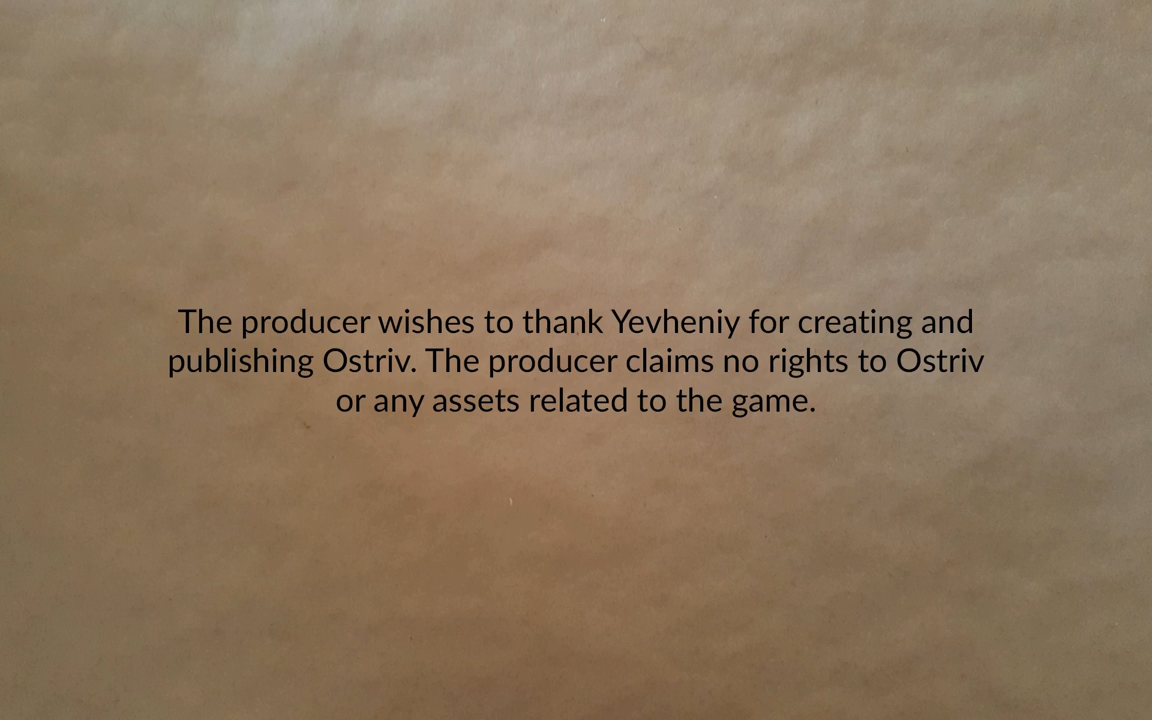 The producer wishes to thank Yevheniy for creating and
publishing Ostriv. The producer claims no rights to Ostriv
or any assets related to the game.